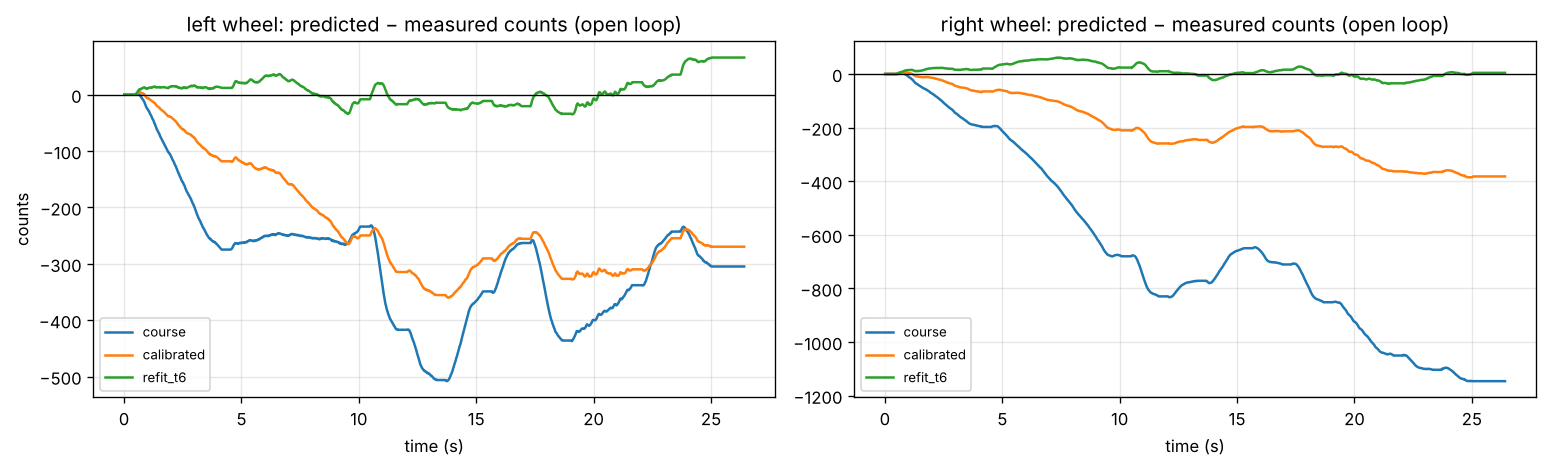 left wheel: predicted − measured counts (open loop)
counts
0
−100
−200
−300
−400
−500
course
calibrated
refit_t6
0 5 10 15 20 25
time (s)
right wheel: predicted − measured counts (open loop)
0
−200
−400
−600
−800
−1000
−1200
course
calibrated
refit_t6
0 5 10 15 20 25
time (s)